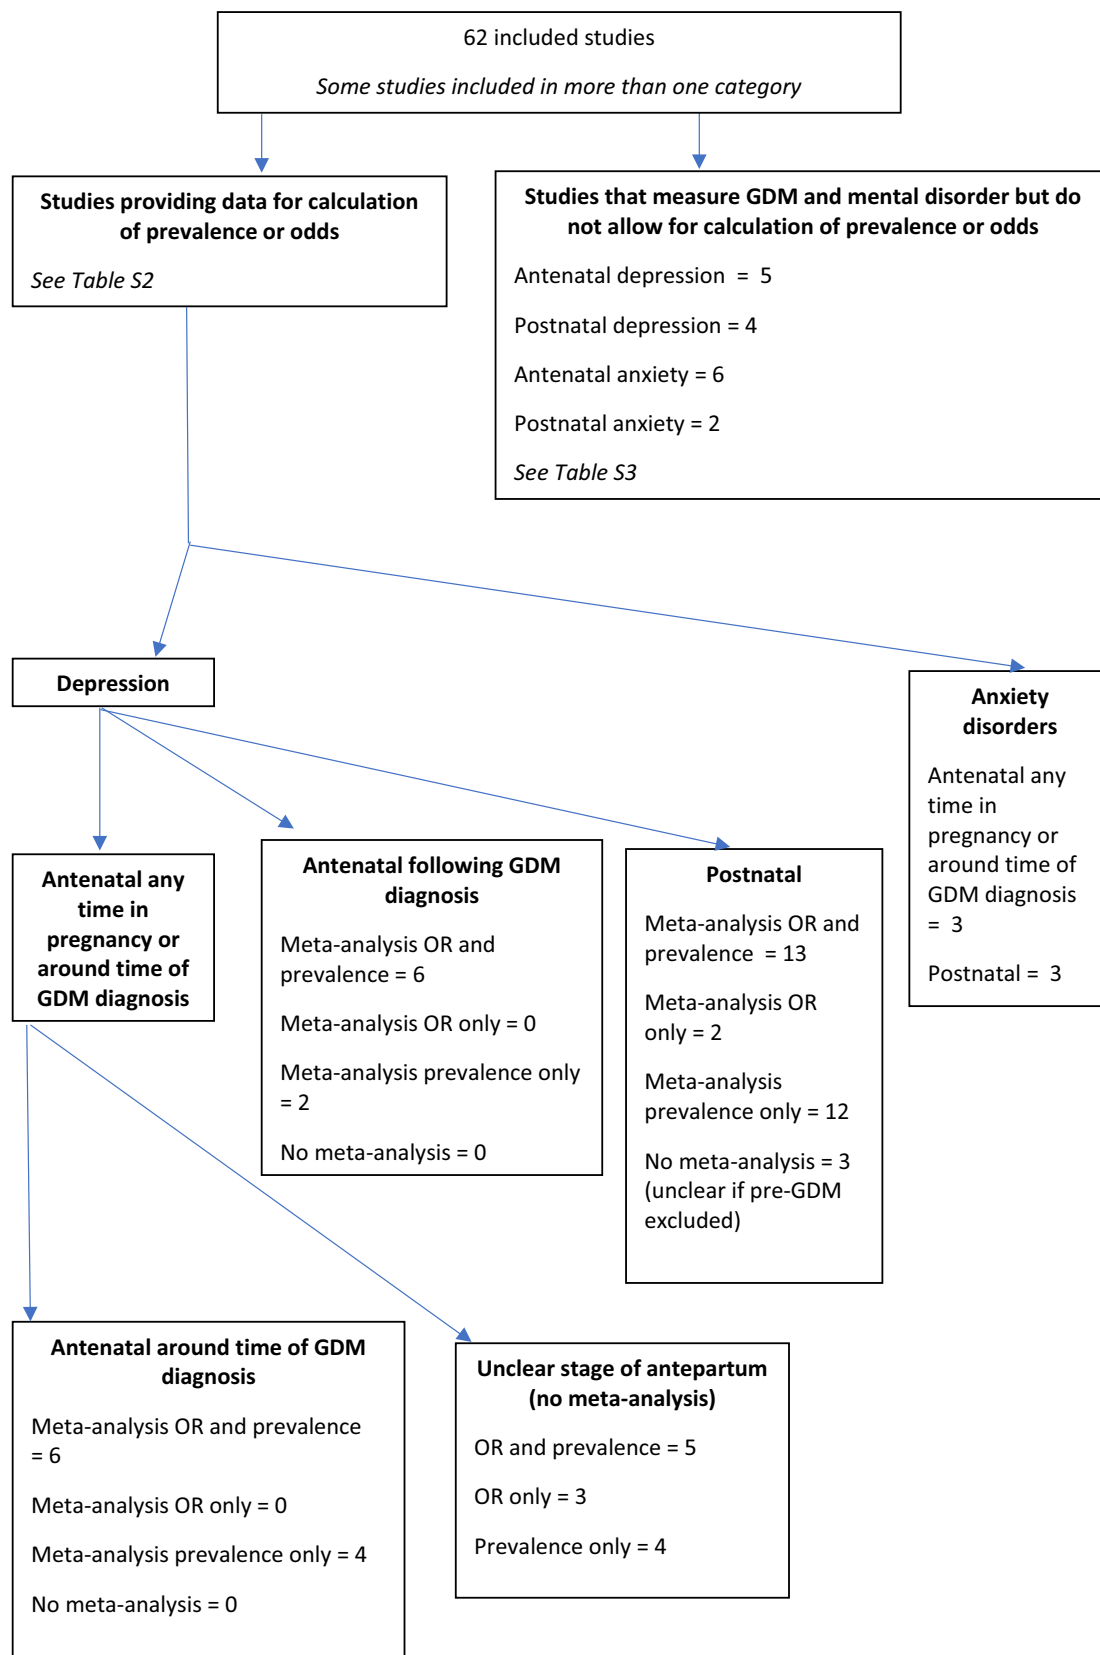 62 included studies
Some studies included in more than one category
Studies providing data for calculation
of prevalence or odds
See Table S2
Studies that measure GDM and mental disorder but do
not allow for calculation of prevalence or odds
Antenatal depression = 5
Postnatal depression = 4
Antenatal anxiety = 6
Postnatal anxiety = 2
See Table S3
Depression
Anxiety
disorders
Antenatal any
time in
pregnancy or
around time of
GDM diagnosis
= 3
Postnatal = 3
Antenatal any
time in
pregnancy or
around time of
GDM diagnosis
Antenatal following GDM
diagnosis
Meta-analysis OR and
prevalence = 6
Meta-analysis OR only = 0
Meta-analysis prevalence only
= 2
No meta-analysis = 0
Postnatal
Meta-analysis OR and
prevalence = 13
Meta-analysis OR
only = 2
Meta-analysis
prevalence only = 12
No meta-analysis = 3
(unclear if pre-GDM
excluded)
Antenatal around time of GDM
diagnosis
Meta-analysis OR and prevalence
= 6
Meta-analysis OR only = 0
Meta-analysis prevalence only = 4
No meta-analysis = 0
Unclear stage of antepartum
(no meta-analysis)
OR and prevalence = 5
OR only = 3
Prevalence only = 4